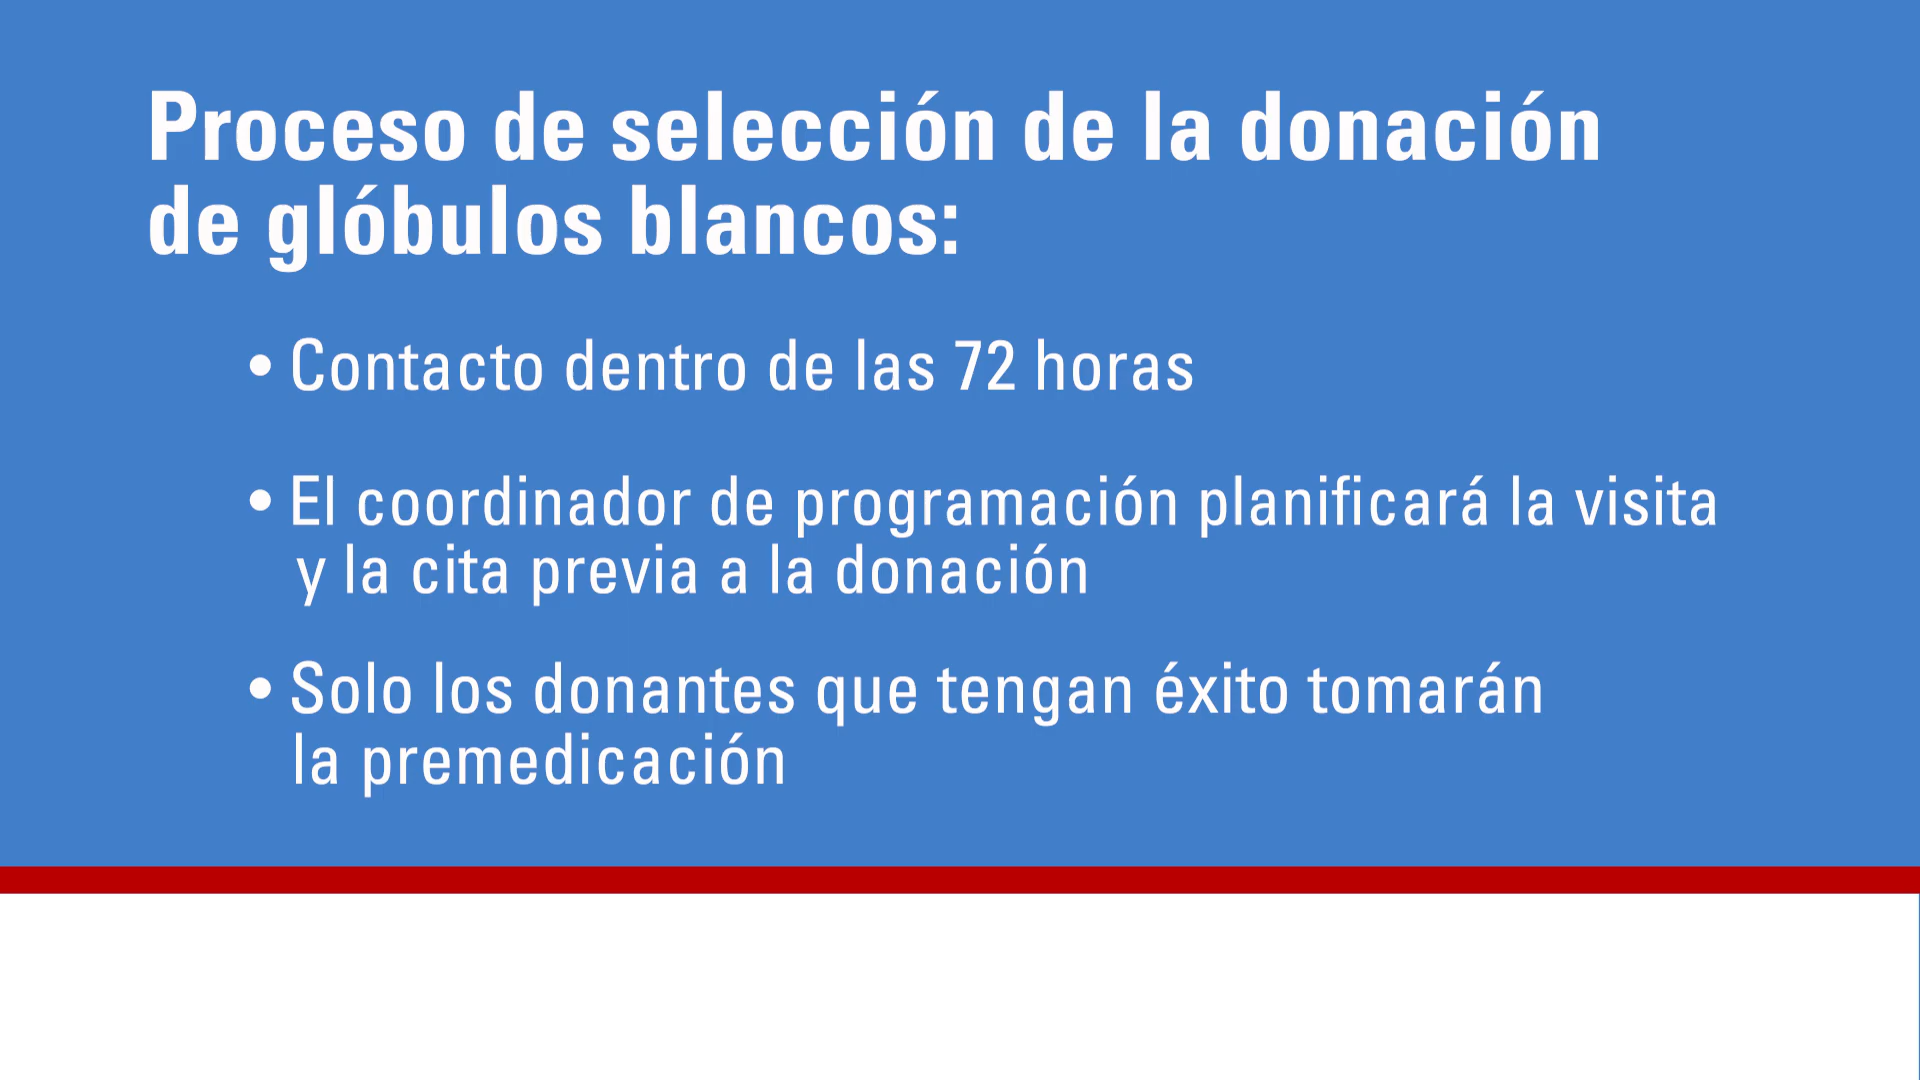 Proceso de selección de la donación
de glóbulos blancos:
• Contacto dentro de las 72 horas
• El coordinador de programación planificará la visita
y la cita previa a la donación
• Solo los donantes que tengan éxito tomarán
la premedicación